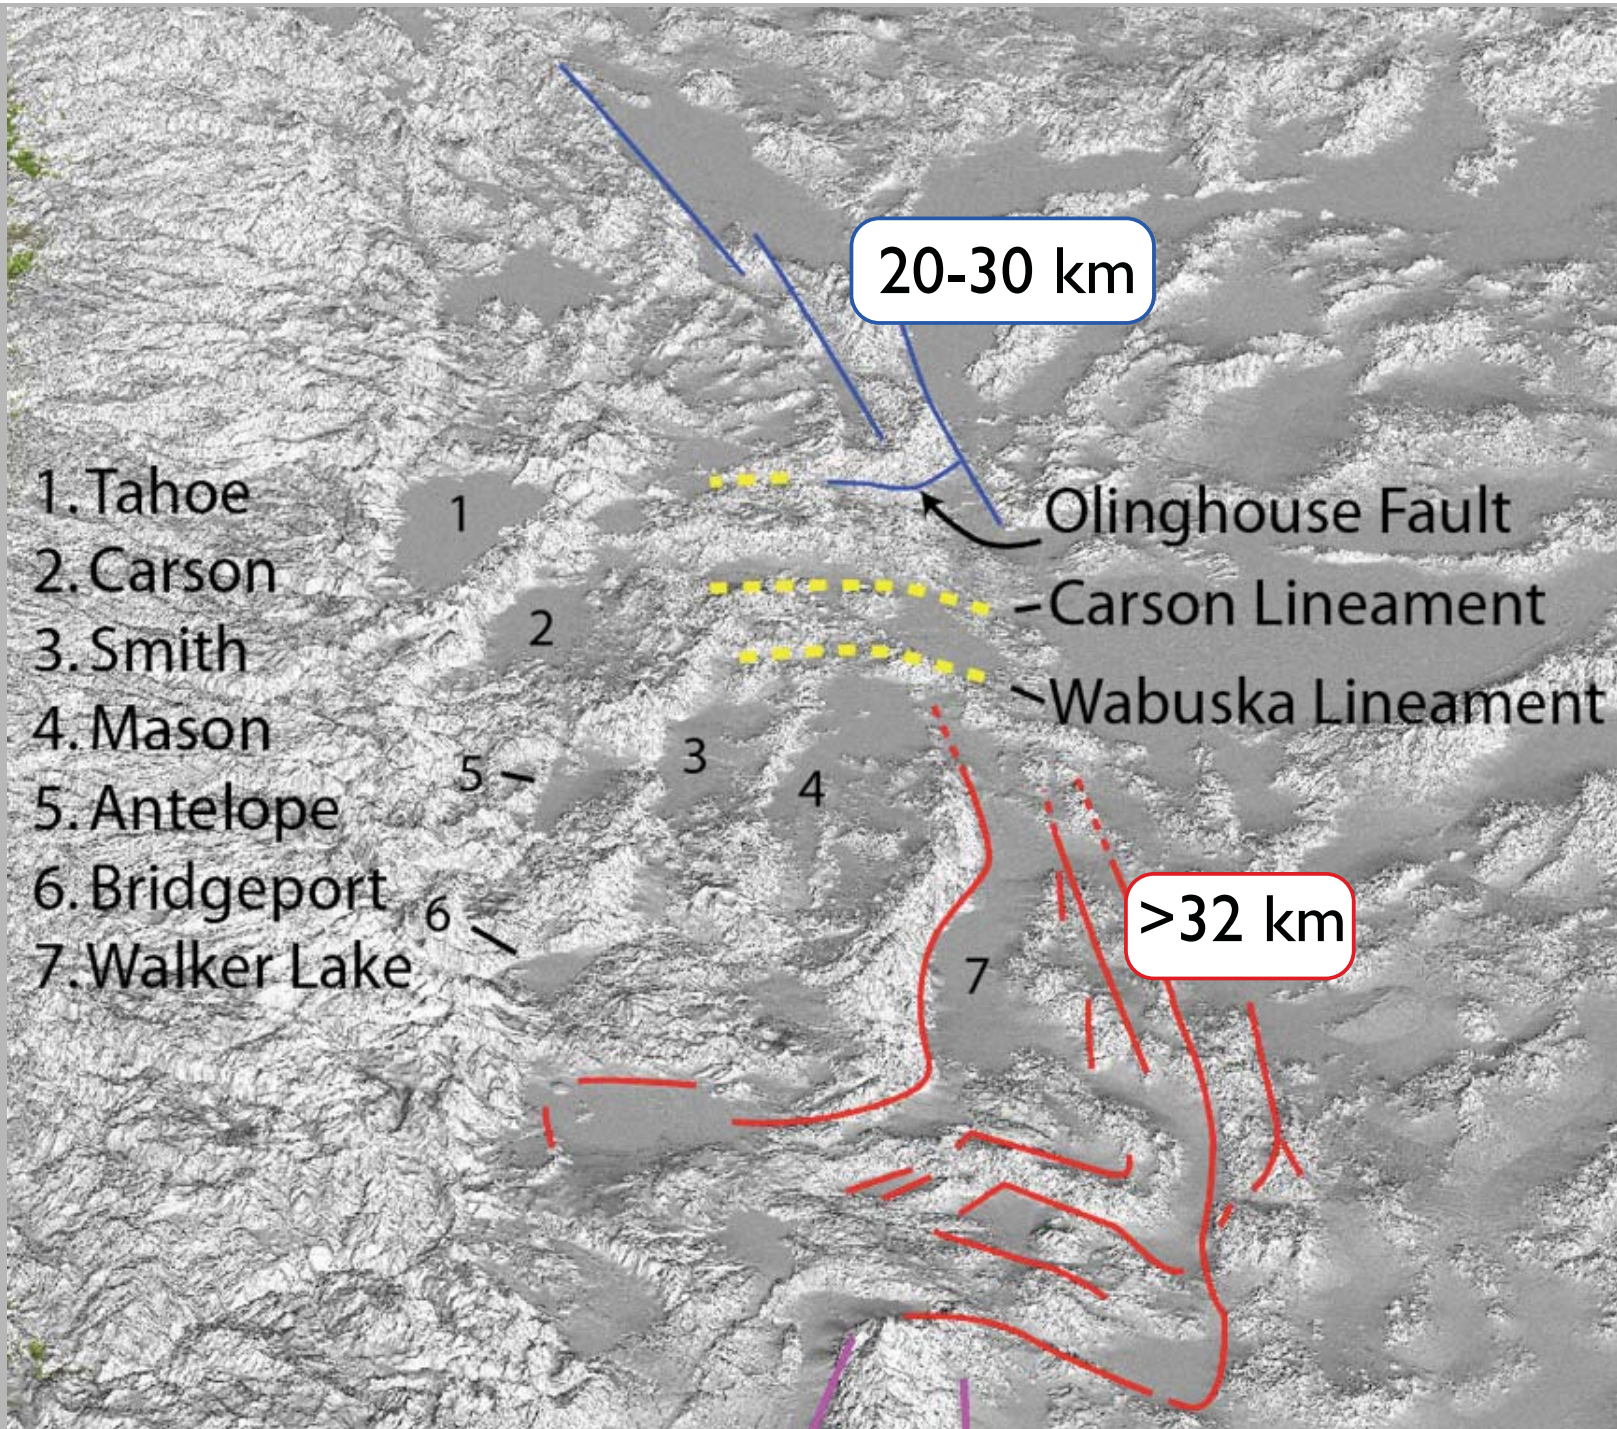 20-30 km
1. Tahoe
2. Carson
3. Smith
4. Mason
5. Antelope
6. Bridgeport
7. Walker Lake
1
2
3
4
5
6
7
Olinghouse Fault
Carson Lineament
Wabuska Lineament
>32 km